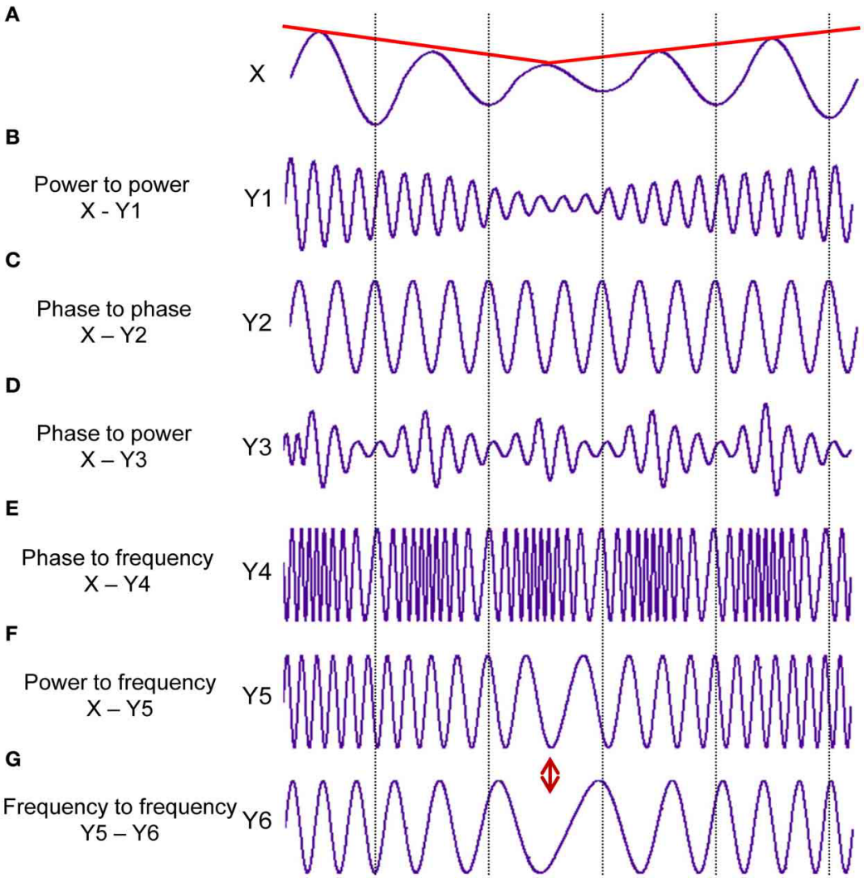 A
X
B
Power to power
X - Y1
Y1
C
Phase to phase
X – Y2
Y2
D
Phase to power
X – Y3
Y3
E
Phase to frequency
X – Y4
Y4
F
Power to frequency
X – Y5
Y5
G
Frequency to frequency
Y5 – Y6
Y6